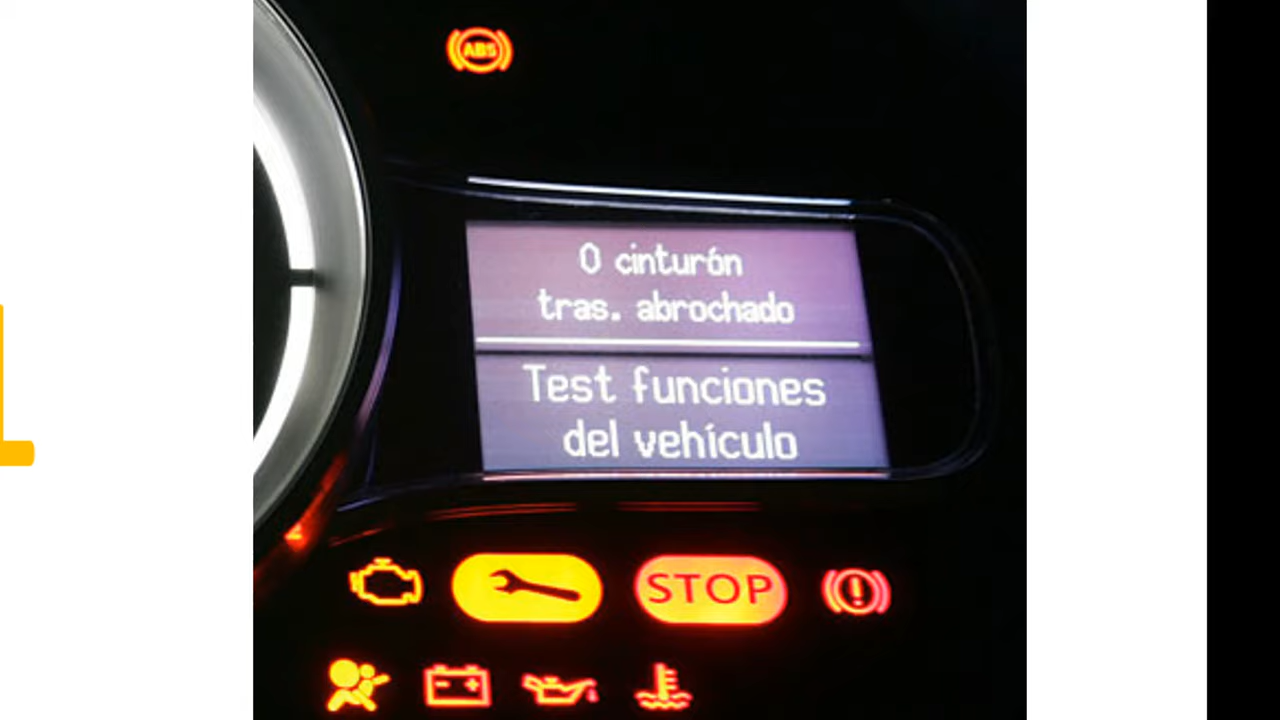 ABS
0 cinturón
tras. abrochado
Test funciones
del vehículo
STOP